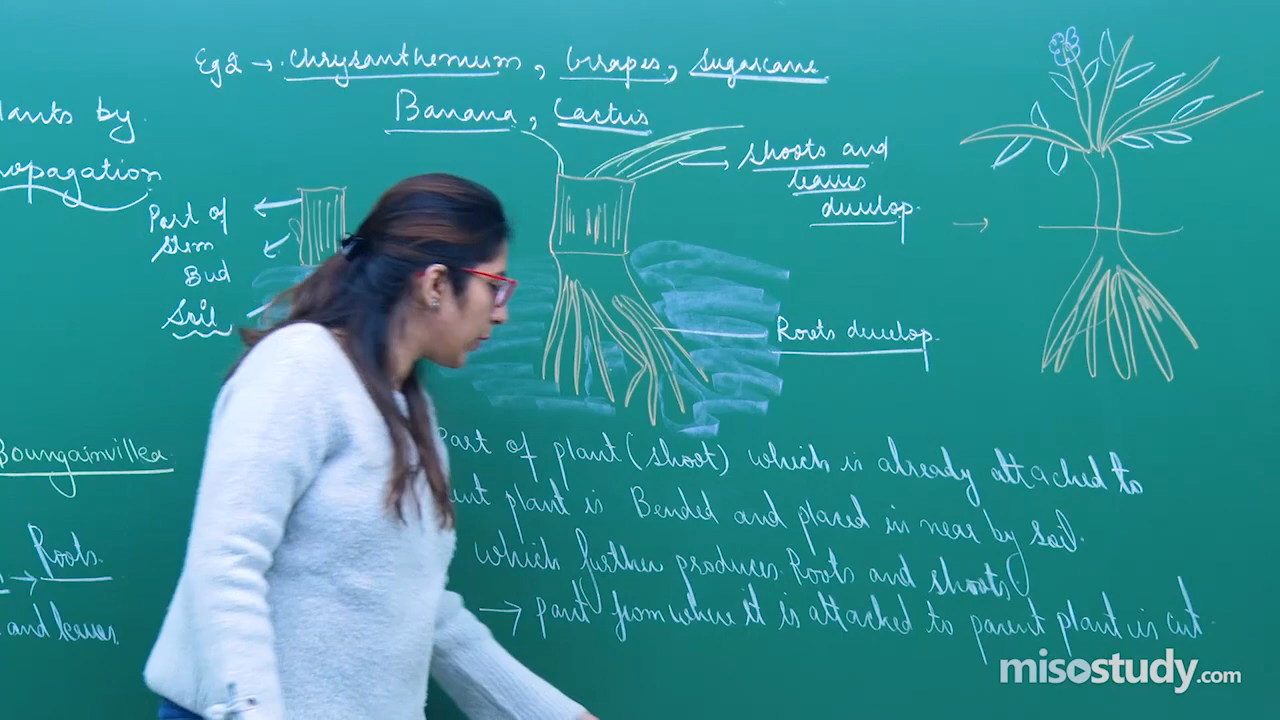 Eg2 → Chrysanthemum, Grapes, Sugarcane
Banana, Cactus
lants by
opagation
Part of
stem
Bud
Soil
Shoots and
leaves
develop
Roots develop
Boungainvillea
→ Roots
and leaves
Part of plant (shoot) which is already attached to
ent plant is Bended and placed in near by soil.
which further produces Roots and shoots
→ part from where it is attached to parent plant is cut
misostudy.com